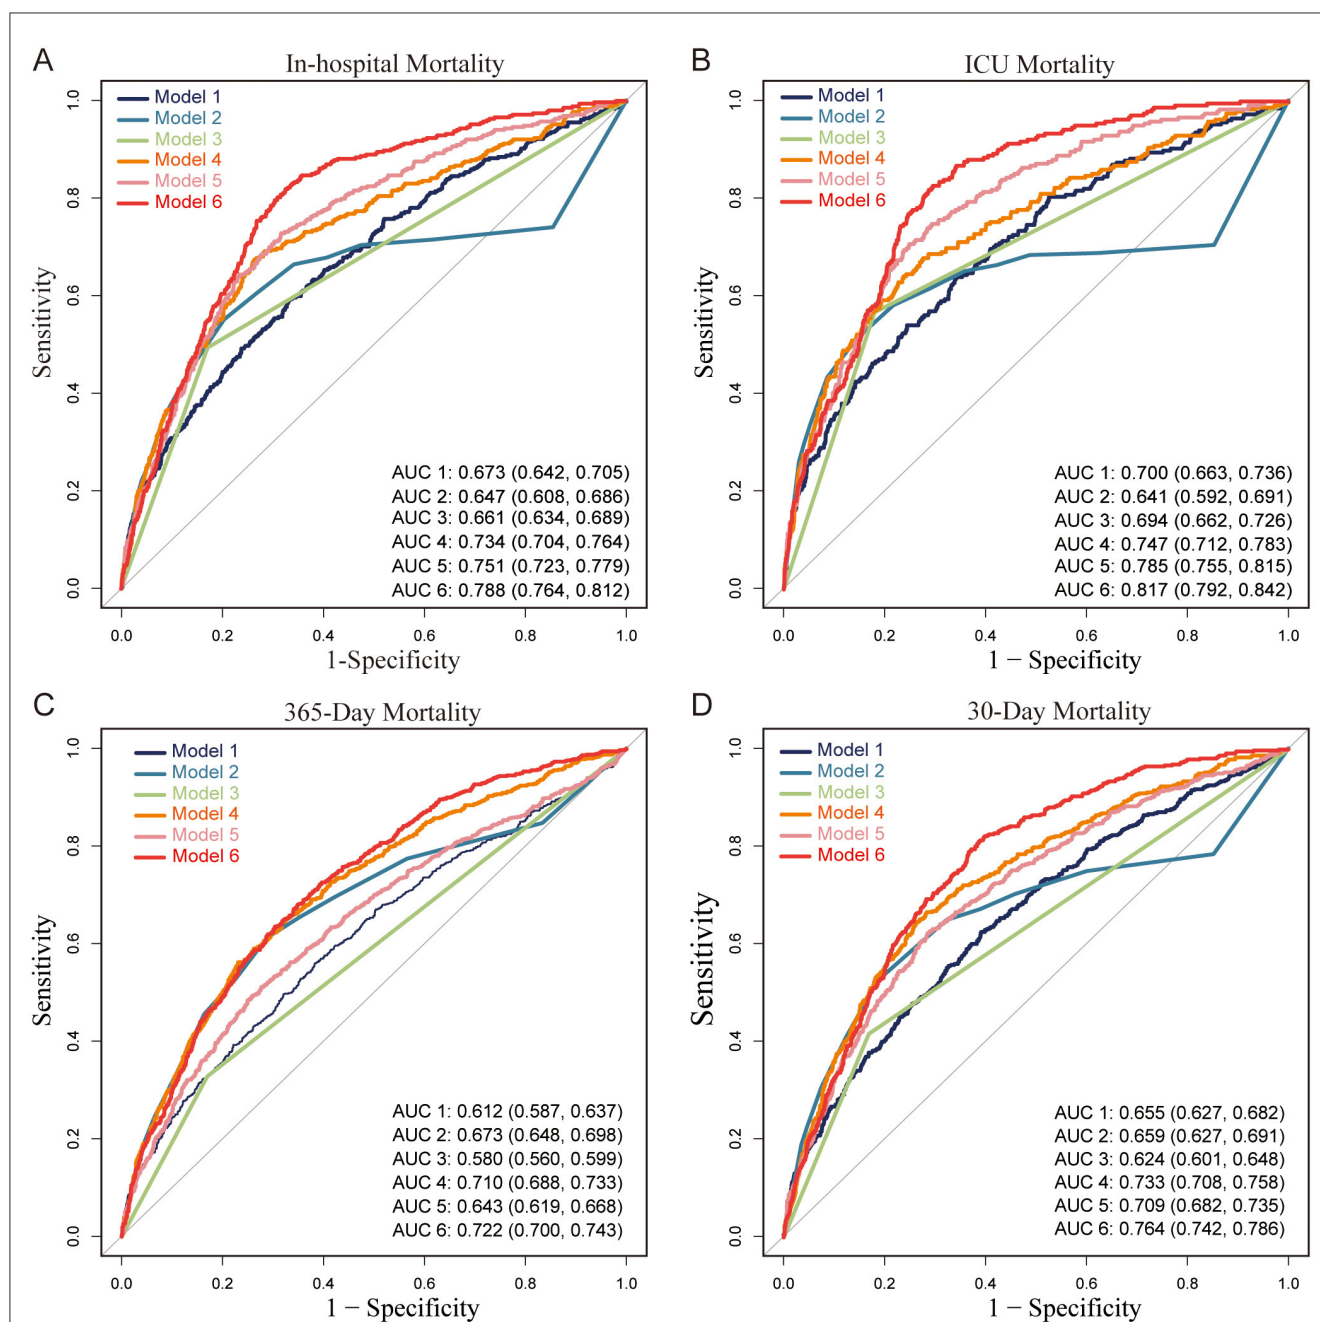 A
In-hospital Mortality
Model 1
Model 2
Model 3
Model 4
Model 5
Model 6
Sensitivity
1.0
0.8
0.6
0.4
0.2
0.0
AUC 1: 0.673 (0.642, 0.705)
AUC 2: 0.647 (0.608, 0.686)
AUC 3: 0.661 (0.634, 0.689)
AUC 4: 0.734 (0.704, 0.764)
AUC 5: 0.751 (0.723, 0.779)
AUC 6: 0.788 (0.764, 0.812)
0.0 0.2 0.4 0.6 0.8 1.0
1-Specificity
B
ICU Mortality
Model 1
Model 2
Model 3
Model 4
Model 5
Model 6
Sensitivity
1.0
0.8
0.6
0.4
0.2
0.0
AUC 1: 0.700 (0.663, 0.736)
AUC 2: 0.641 (0.592, 0.691)
AUC 3: 0.694 (0.662, 0.726)
AUC 4: 0.747 (0.712, 0.783)
AUC 5: 0.785 (0.755, 0.815)
AUC 6: 0.817 (0.792, 0.842)
0.0 0.2 0.4 0.6 0.8 1.0
1 − Specificity
C
365-Day Mortality
Model 1
Model 2
Model 3
Model 4
Model 5
Model 6
Sensitivity
1.0
0.8
0.6
0.4
0.2
0.0
AUC 1: 0.612 (0.587, 0.637)
AUC 2: 0.673 (0.648, 0.698)
AUC 3: 0.580 (0.560, 0.599)
AUC 4: 0.710 (0.688, 0.733)
AUC 5: 0.643 (0.619, 0.668)
AUC 6: 0.722 (0.700, 0.743)
0.0 0.2 0.4 0.6 0.8 1.0
1 − Specificity
D
30-Day Mortality
Model 1
Model 2
Model 3
Model 4
Model 5
Model 6
Sensitivity
1.0
0.8
0.6
0.4
0.2
0.0
AUC 1: 0.655 (0.627, 0.682)
AUC 2: 0.659 (0.627, 0.691)
AUC 3: 0.624 (0.601, 0.648)
AUC 4: 0.733 (0.708, 0.758)
AUC 5: 0.709 (0.682, 0.735)
AUC 6: 0.764 (0.742, 0.786)
0.0 0.2 0.4 0.6 0.8 1.0
1 − Specificity